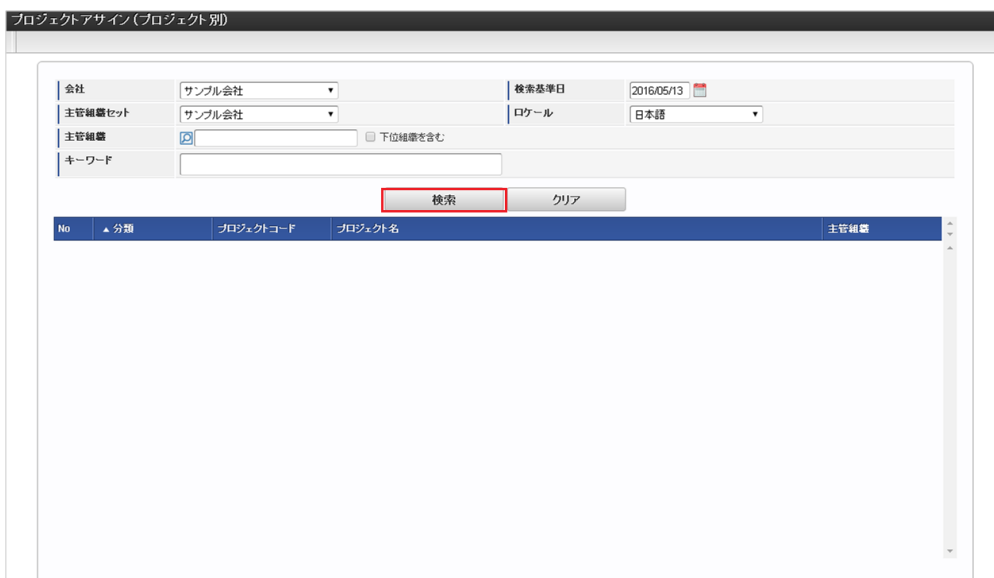 プロジェクトアサイン(プロジェクト別)
会社 サンプル会社 検索基準日 2016/05/13
主管組織セット サンプル会社 ロケール 日本語
主管組織 下位組織を含む
キーワード
検索 クリア
No ▲ 分類 プロジェクトコード プロジェクト名 主管組織